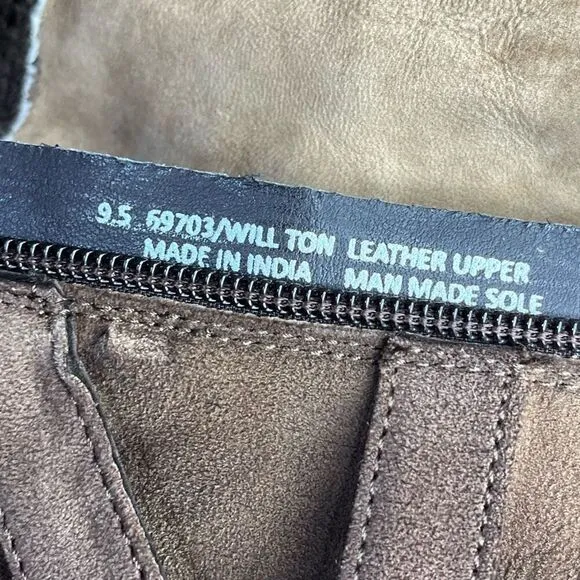 9.5 69703/WILL TON LEATHER UPPER
MADE IN INDIA MAN MADE SOLE